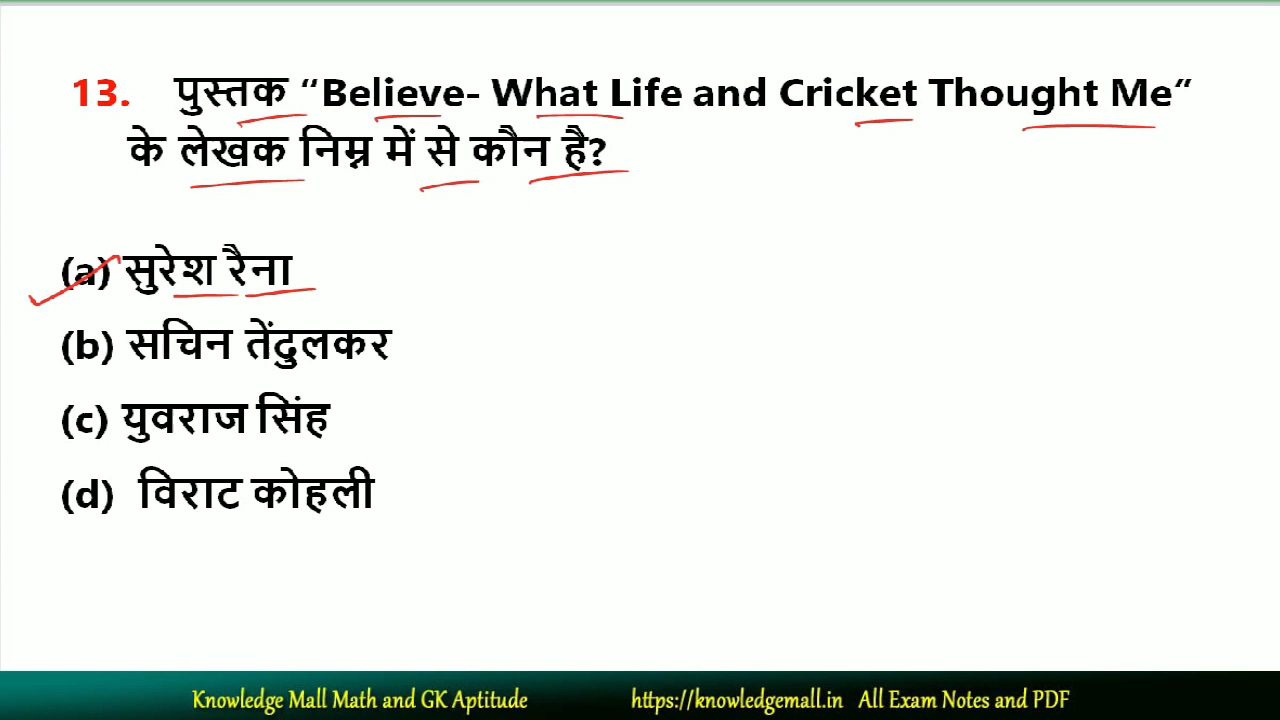 13. पुस्तक “Believe- What Life and Cricket Thought Me”
के लेखक निम्न में से कौन है?
(a) सुरेश रैना
(b) सचिन तेंदुलकर
(c) युवराज सिंह
(d) विराट कोहली
Knowledge Mall Math and GK Aptitude https://knowledgemall.in All Exam Notes and PDF